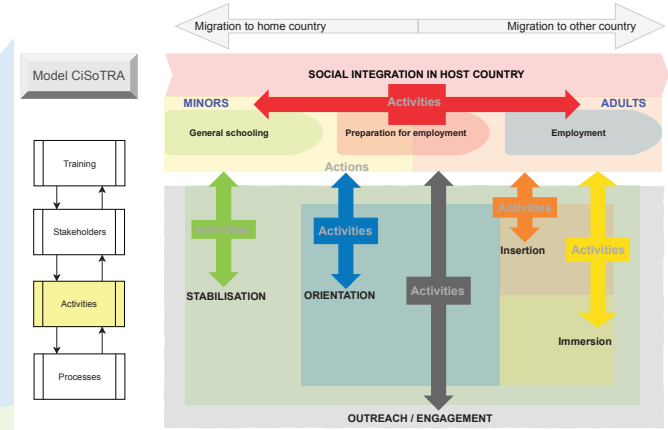 Migration to home country
Migration to other country
Model CiSoTRA
SOCIAL INTEGRATION IN HOST COUNTRY
MINORS
Activities
ADULTS
General schooling
Preparation for employment
Employment
Training
Stakeholders
Activities
Processes
Actions
Activities
Activities
Activities
Activities
Activities
Insertion
STABILISATION
ORIENTATION
Immersion
OUTREACH / ENGAGEMENT